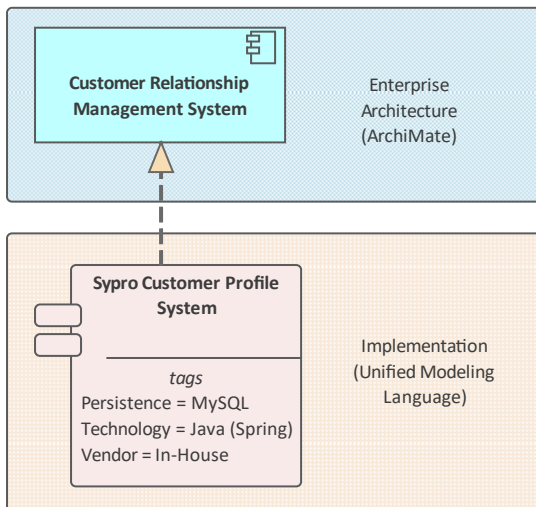 Customer Relationship
Management System
Enterprise
Architecture
(ArchiMate)
Sypro Customer Profile
System
tags
Persistence = MySQL
Technology = Java (Spring)
Vendor = In-House
Implementation
(Unified Modeling
Language)